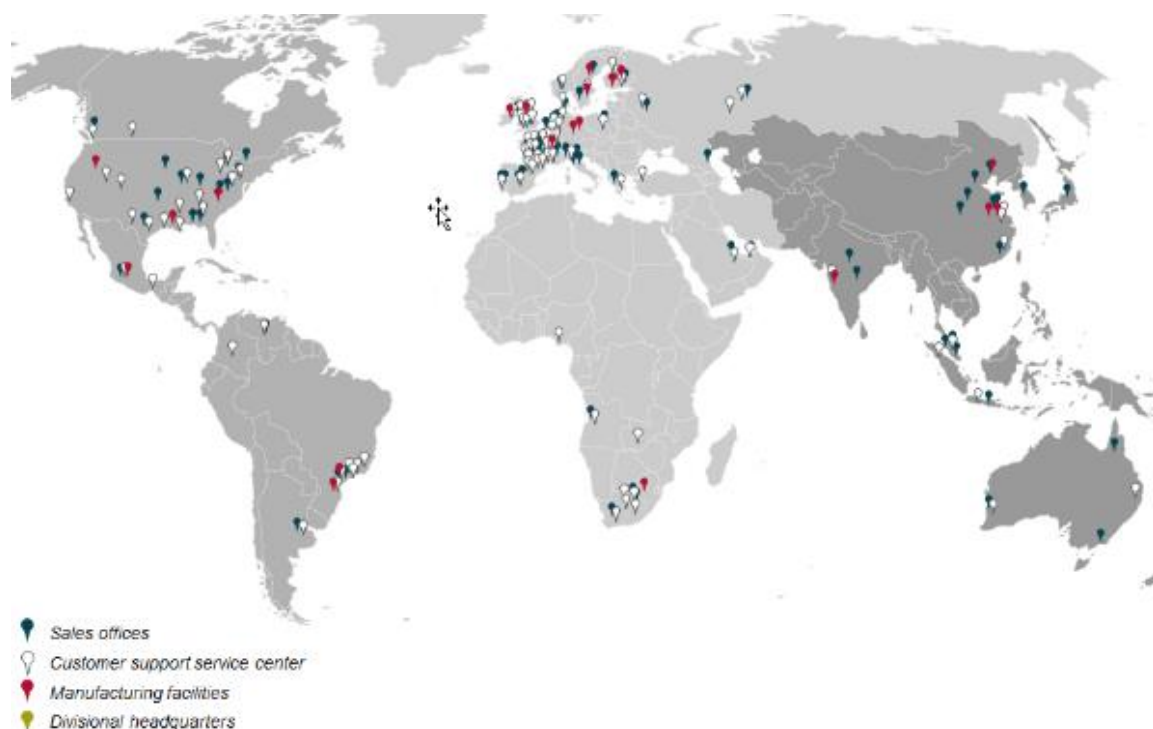 Sales offices
Customer support service center
Manufacturing facilities
Divisional headquarters